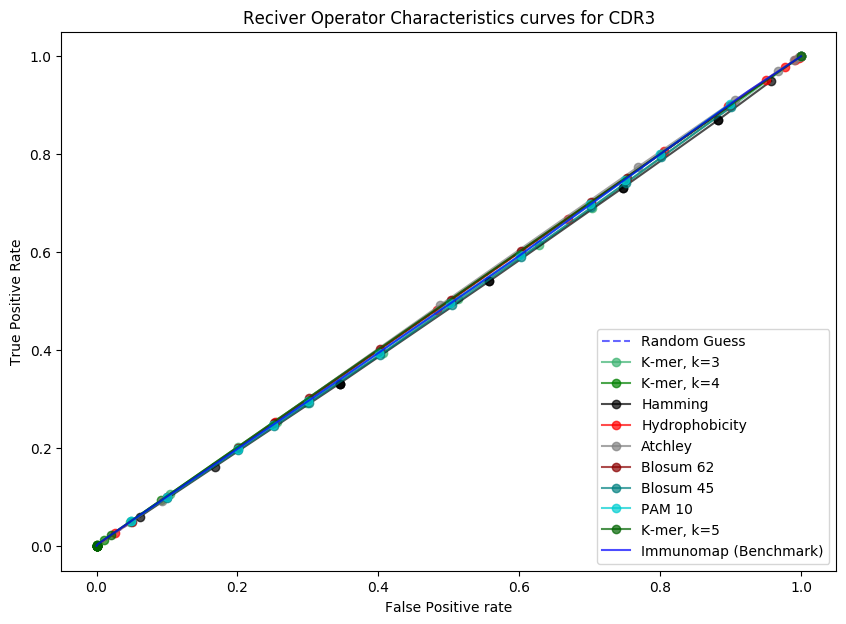 Reciver Operator Characteristics curves for CDR3
True Positive Rate
1.0
0.8
0.6
0.4
0.2
0.0
0.0 0.2 0.4 0.6 0.8 1.0
False Positive rate
Random Guess
K-mer, k=3
K-mer, k=4
Hamming
Hydrophobicity
Atchley
Blosum 62
Blosum 45
PAM 10
K-mer, k=5
Immunomap (Benchmark)